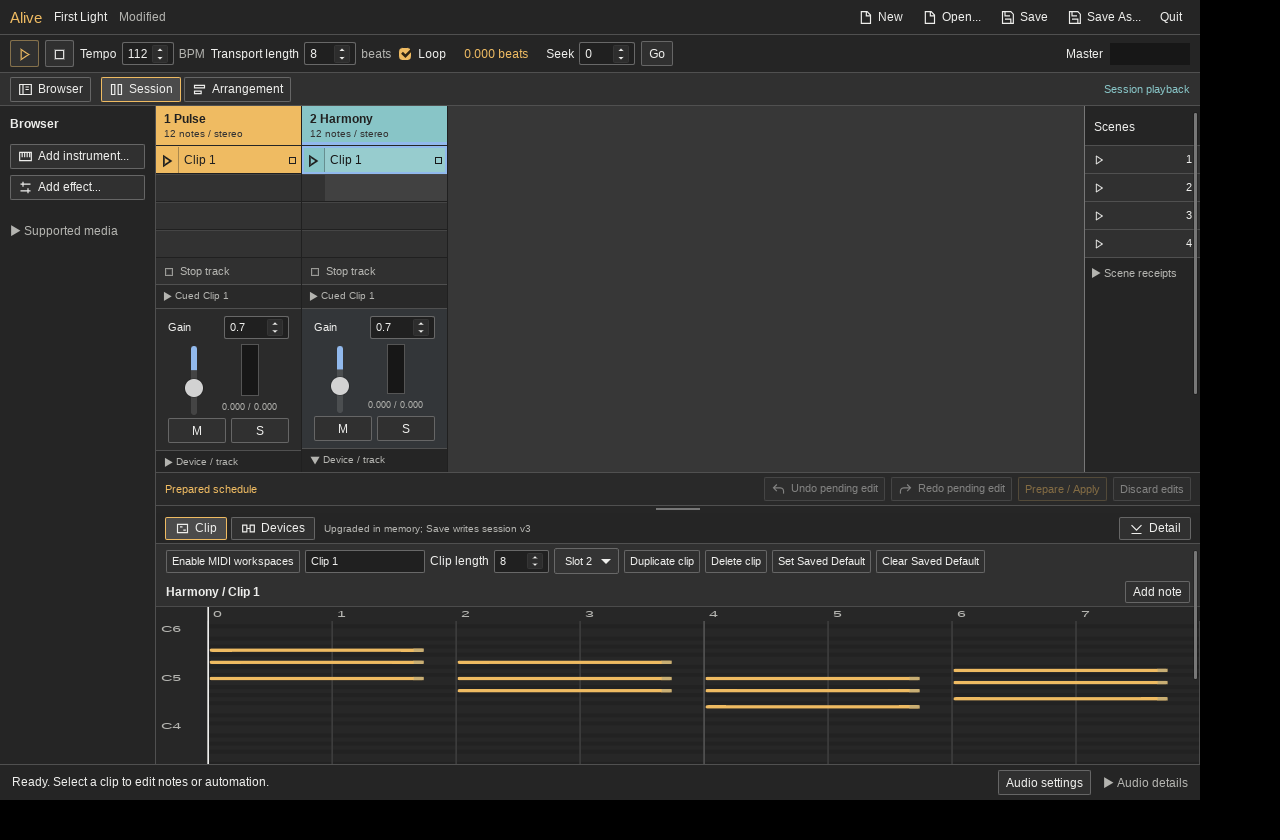 Alive First Light Modified New Open... Save Save As... Quit
Tempo 112 BPM Transport length 8 beats Loop 0.000 beats Seek 0 Go Master
Browser Session Arrangement Session playback
Browser
Add instrument...
Add effect...
Supported media
1 Pulse
12 notes / stereo
Clip 1
Stop track
Cued Clip 1
Gain 0.7
0.000 / 0.000
M S
Device / track
2 Harmony
12 notes / stereo
Clip 1
Stop track
Cued Clip 1
Gain 0.7
0.000 / 0.000
M S
Device / track
Scenes
1
2
3
4
Scene receipts
Prepared schedule Undo pending edit Redo pending edit Prepare / Apply Discard edits
Clip Devices Upgraded in memory; Save writes session v3 Detail
Enable MIDI workspaces Clip 1 Clip length 8 Slot 2 Duplicate clip Delete clip Set Saved Default Clear Saved Default
Harmony / Clip 1 Add note
0 1 2 3 4 5 6 7
C6
C5
C4
Ready. Select a clip to edit notes or automation. Audio settings Audio details